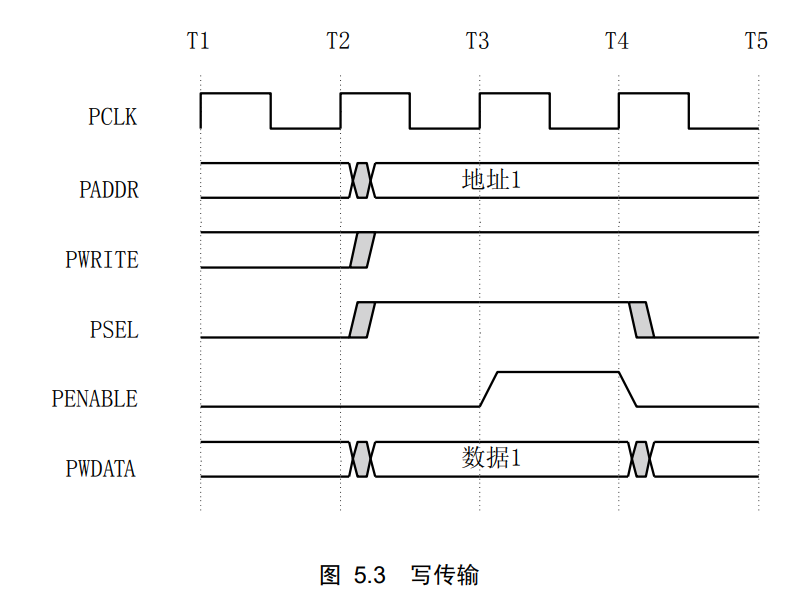 T1 T2 T3 T4 T5
PCLK
PADDR 地址1
PWRITE
PSEL
PENABLE
PWDATA 数据1
图 5.3 写传输